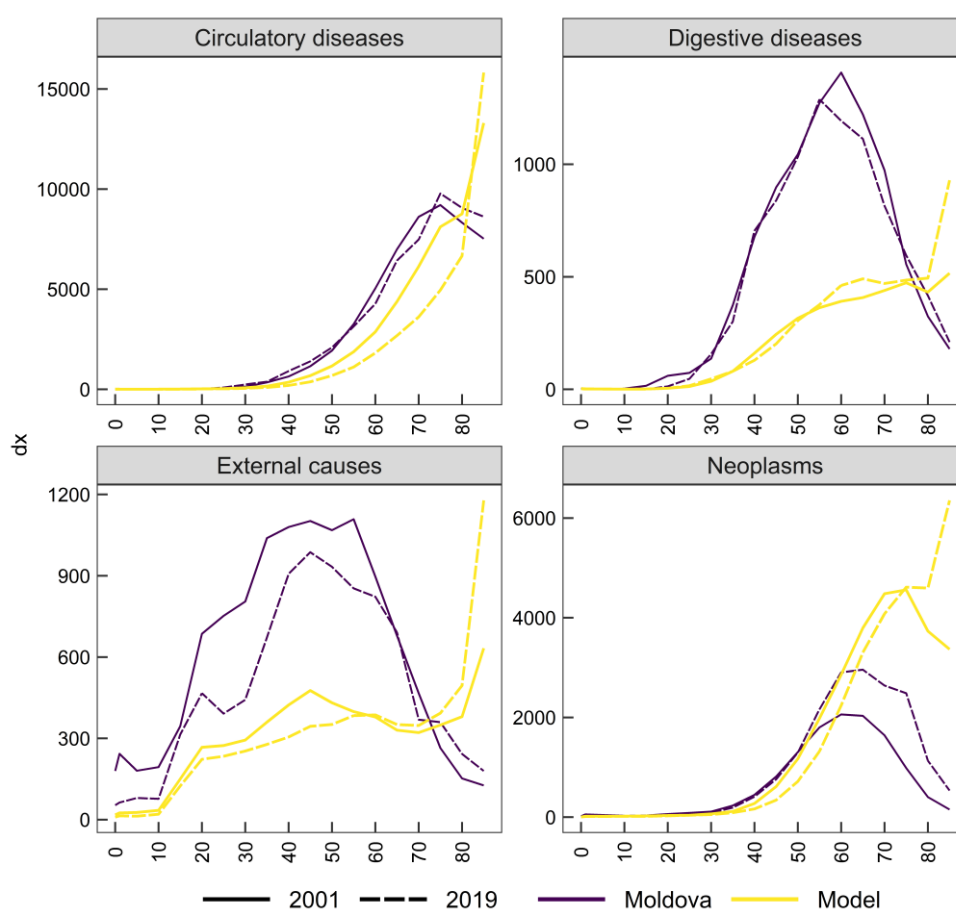 Circulatory diseases
Digestive diseases
15000
10000
5000
0
1000
500
0
0 10 20 30 40 50 60 70 80
0 10 20 30 40 50 60 70 80
dx
External causes
Neoplasms
1200
900
600
300
0
6000
4000
2000
0
0 10 20 30 40 50 60 70 80
0 10 20 30 40 50 60 70 80
2001 2019 Moldova Model